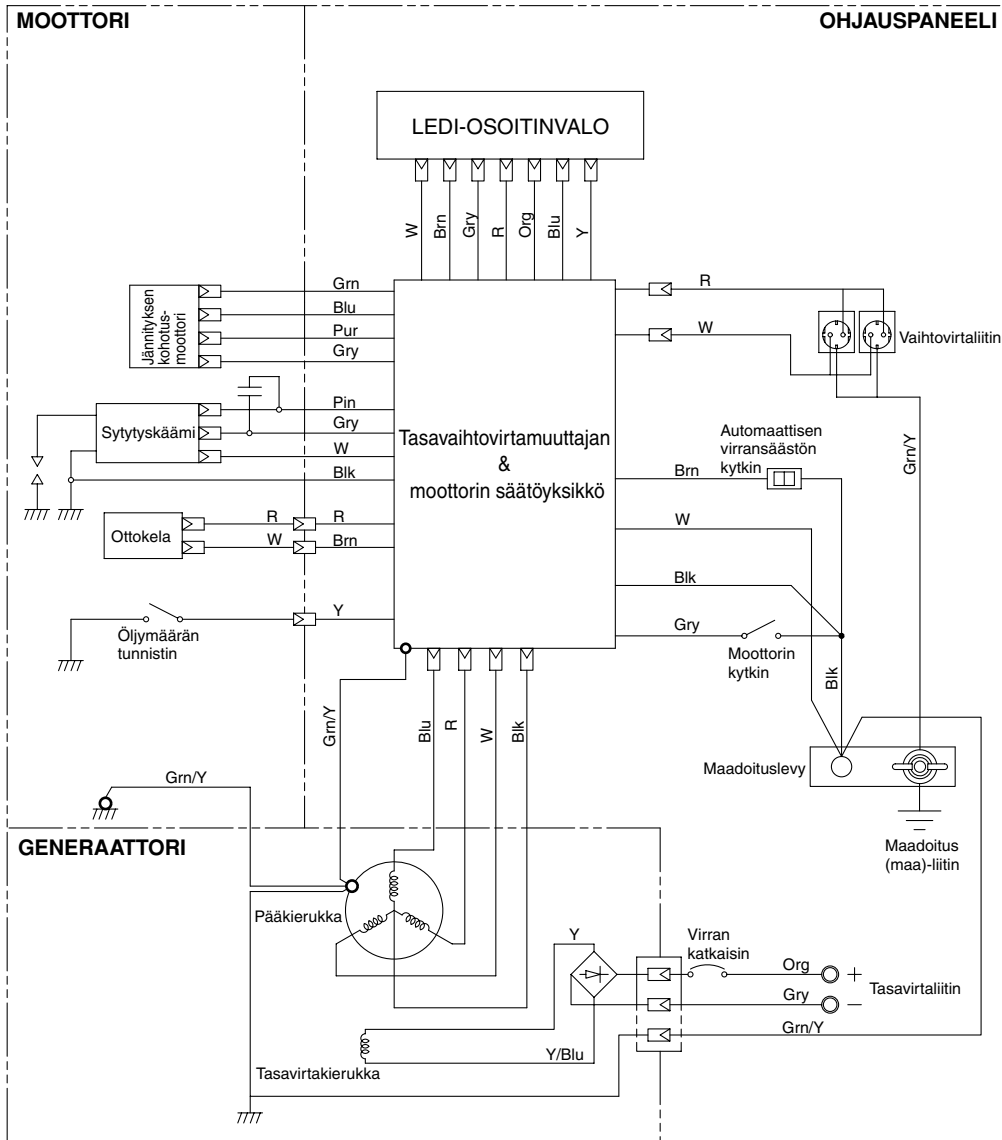 MOOTTORI
OHJAUSPANEELI
LEDI-OSOITINVALO
W
Brn
Gry
R
Org
Blu
Y
Jännityksen
kohotus-
moottori
Grn
Blu
Pur
Gry
R
W
Vaihtovirtaliitin
Sytytyskäämi
Pin
Gry
W
Blk
Tasavaihtovirtamuuttajan
&
moottorin säätöyksikkö
Automaattisen
virransäästön
kytkin
Brn
Grn/Y
Ottokela
R
R
W
Brn
W
Blk
Öljymäärän
tunnistin
Y
Gry
Moottorin
kytkin
Blk
Grn/Y
Blu
R
W
Blk
Maadoituslevy
Grn/Y
Maadoitus
(maa)-liitin
GENERAATTORI
Pääkierukka
Y
Virran
katkaisin
Org
+
Tasavirtaliitin
Gry
−
Grn/Y
Y/Blu
Tasavirtakierukka